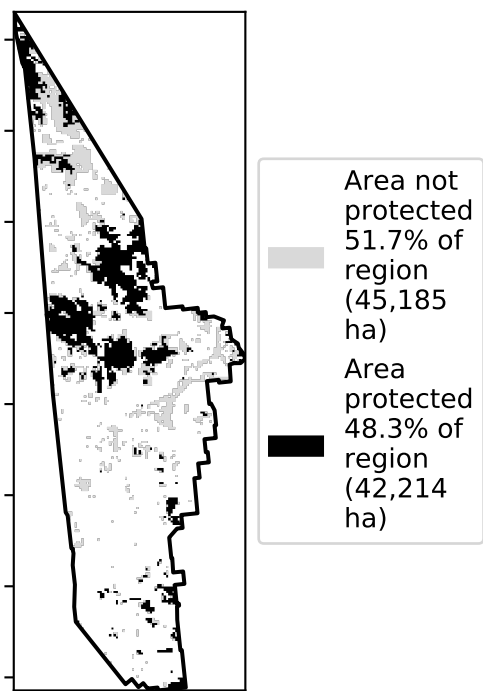 Area not
protected
51.7% of
region
(45,185
ha)
Area
protected
48.3% of
region
(42,214
ha)